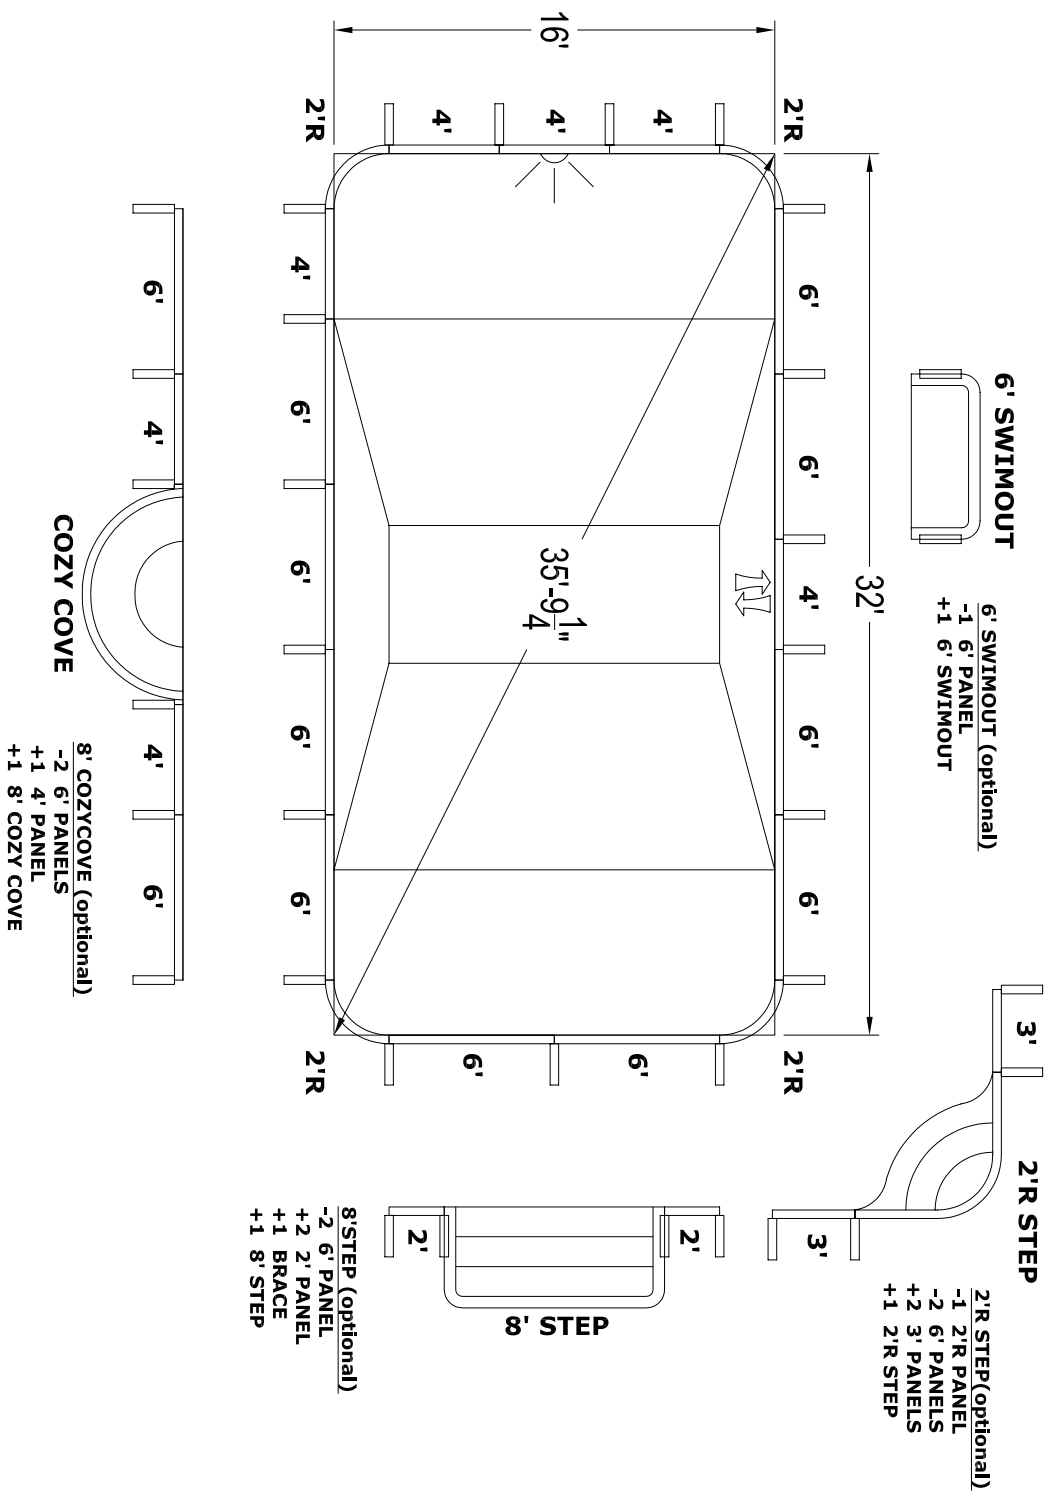 6' SWIMOUT
3'
2'R STEP
3'
6' SWIMOUT (optional)
-1 6' PANEL
+1 6' SWIMOUT
2'R STEP(optional)
-1 2'R PANEL
-2 6' PANELS
+2 3' PANELS
+1 2'R STEP
32'
2'R 6' 6' 4' 6' 6' 2'R
16'
4'
4'
4'
35'-9 1/4"
6'
6'
2'
8' STEP
2'
2'R 4' 6' 6' 6' 6' 2'R
8'STEP (optional)
-2 6' PANEL
+2 2' PANEL
+1 BRACE
+1 8' STEP
6' 4' 4' 6'
COZY COVE
8' COZYCOVE (optional)
-2 6' PANELS
+1 4' PANEL
+1 8' COZY COVE